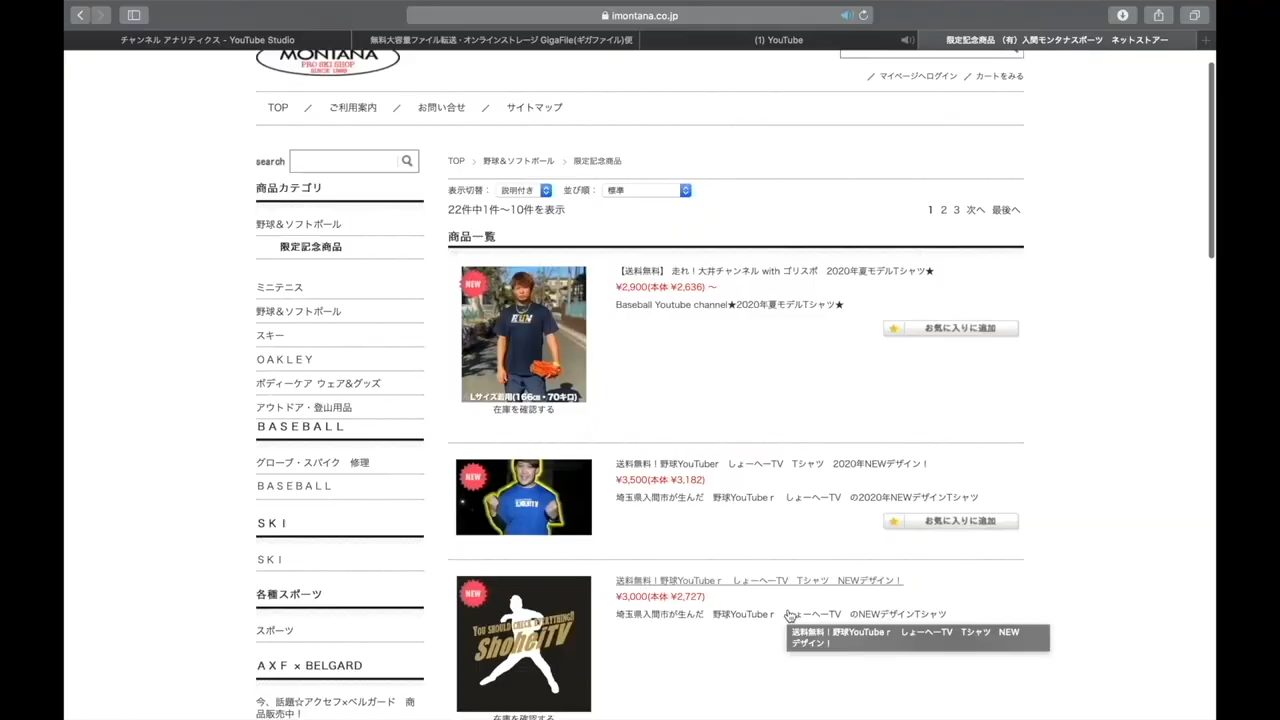 imontana.co.jp
チャンネル アナリティクス - YouTube Studio
無料大容量ファイル転送・オンラインストレージ GigaFile(ギガファイル)便
(1) YouTube
限定記念商品 （有）入間モンタナスポーツ　ネットストアー
MONTANA
PRO SKI SHOP
／ マイページへログイン ／ カートをみる
TOP ／ ご利用案内 ／ お問い合せ ／ サイトマップ
search
商品カテゴリ
野球＆ソフトボール
限定記念商品
ミニテニス
野球＆ソフトボール
スキー
ＯＡＫＬＥＹ
ボディーケア ウェア&グッズ
アウトドア・登山用品
ＢＡＳＥＢＡＬＬ
グローブ・スパイク　修理
ＢＡＳＥＢＡＬＬ
ＳＫＩ
ＳＫＩ
各種スポーツ
スポーツ
ＡＸＦ × BELGARD
今、話題☆アクセフ×ベルガード　商
品販売中！
TOP > 野球＆ソフトボール > 限定記念商品
表示切替： 説明付き 並び順： 標準
22件中1件〜10件を表示
1 2 3 次へ 最後へ
商品一覧
NEW
RUN
Lサイズ着用(166㎝・70キロ)
在庫を確認する
【送料無料】 走れ！大井チャンネル with ゴリスポ　2020年夏モデルTシャツ★
¥2,900(本体 ¥2,636) 〜
Baseball Youtube channel★2020年夏モデルTシャツ★
お気に入りに追加
NEW
送料無料！野球YouTuber　しょーへーTV　Tシャツ　2020年NEWデザイン！
¥3,500(本体 ¥3,182)
埼玉県入間市が生んだ　野球YouTubeｒ　しょーへーTV　の2020年NEWデザインTシャツ
お気に入りに追加
NEW
YOU SHOULD CHECK EVERYTHING!!
ShoheiTV
在庫を確認する
送料無料！野球YouTubeｒ　しょーへーTV　Tシャツ　NEWデザイン！
¥3,000(本体 ¥2,727)
埼玉県入間市が生んだ　野球YouTubeｒ　しょーへーTV　のNEWデザインTシャツ
送料無料！野球YouTubeｒ　しょーへーTV　Tシャツ　NEW
デザイン！